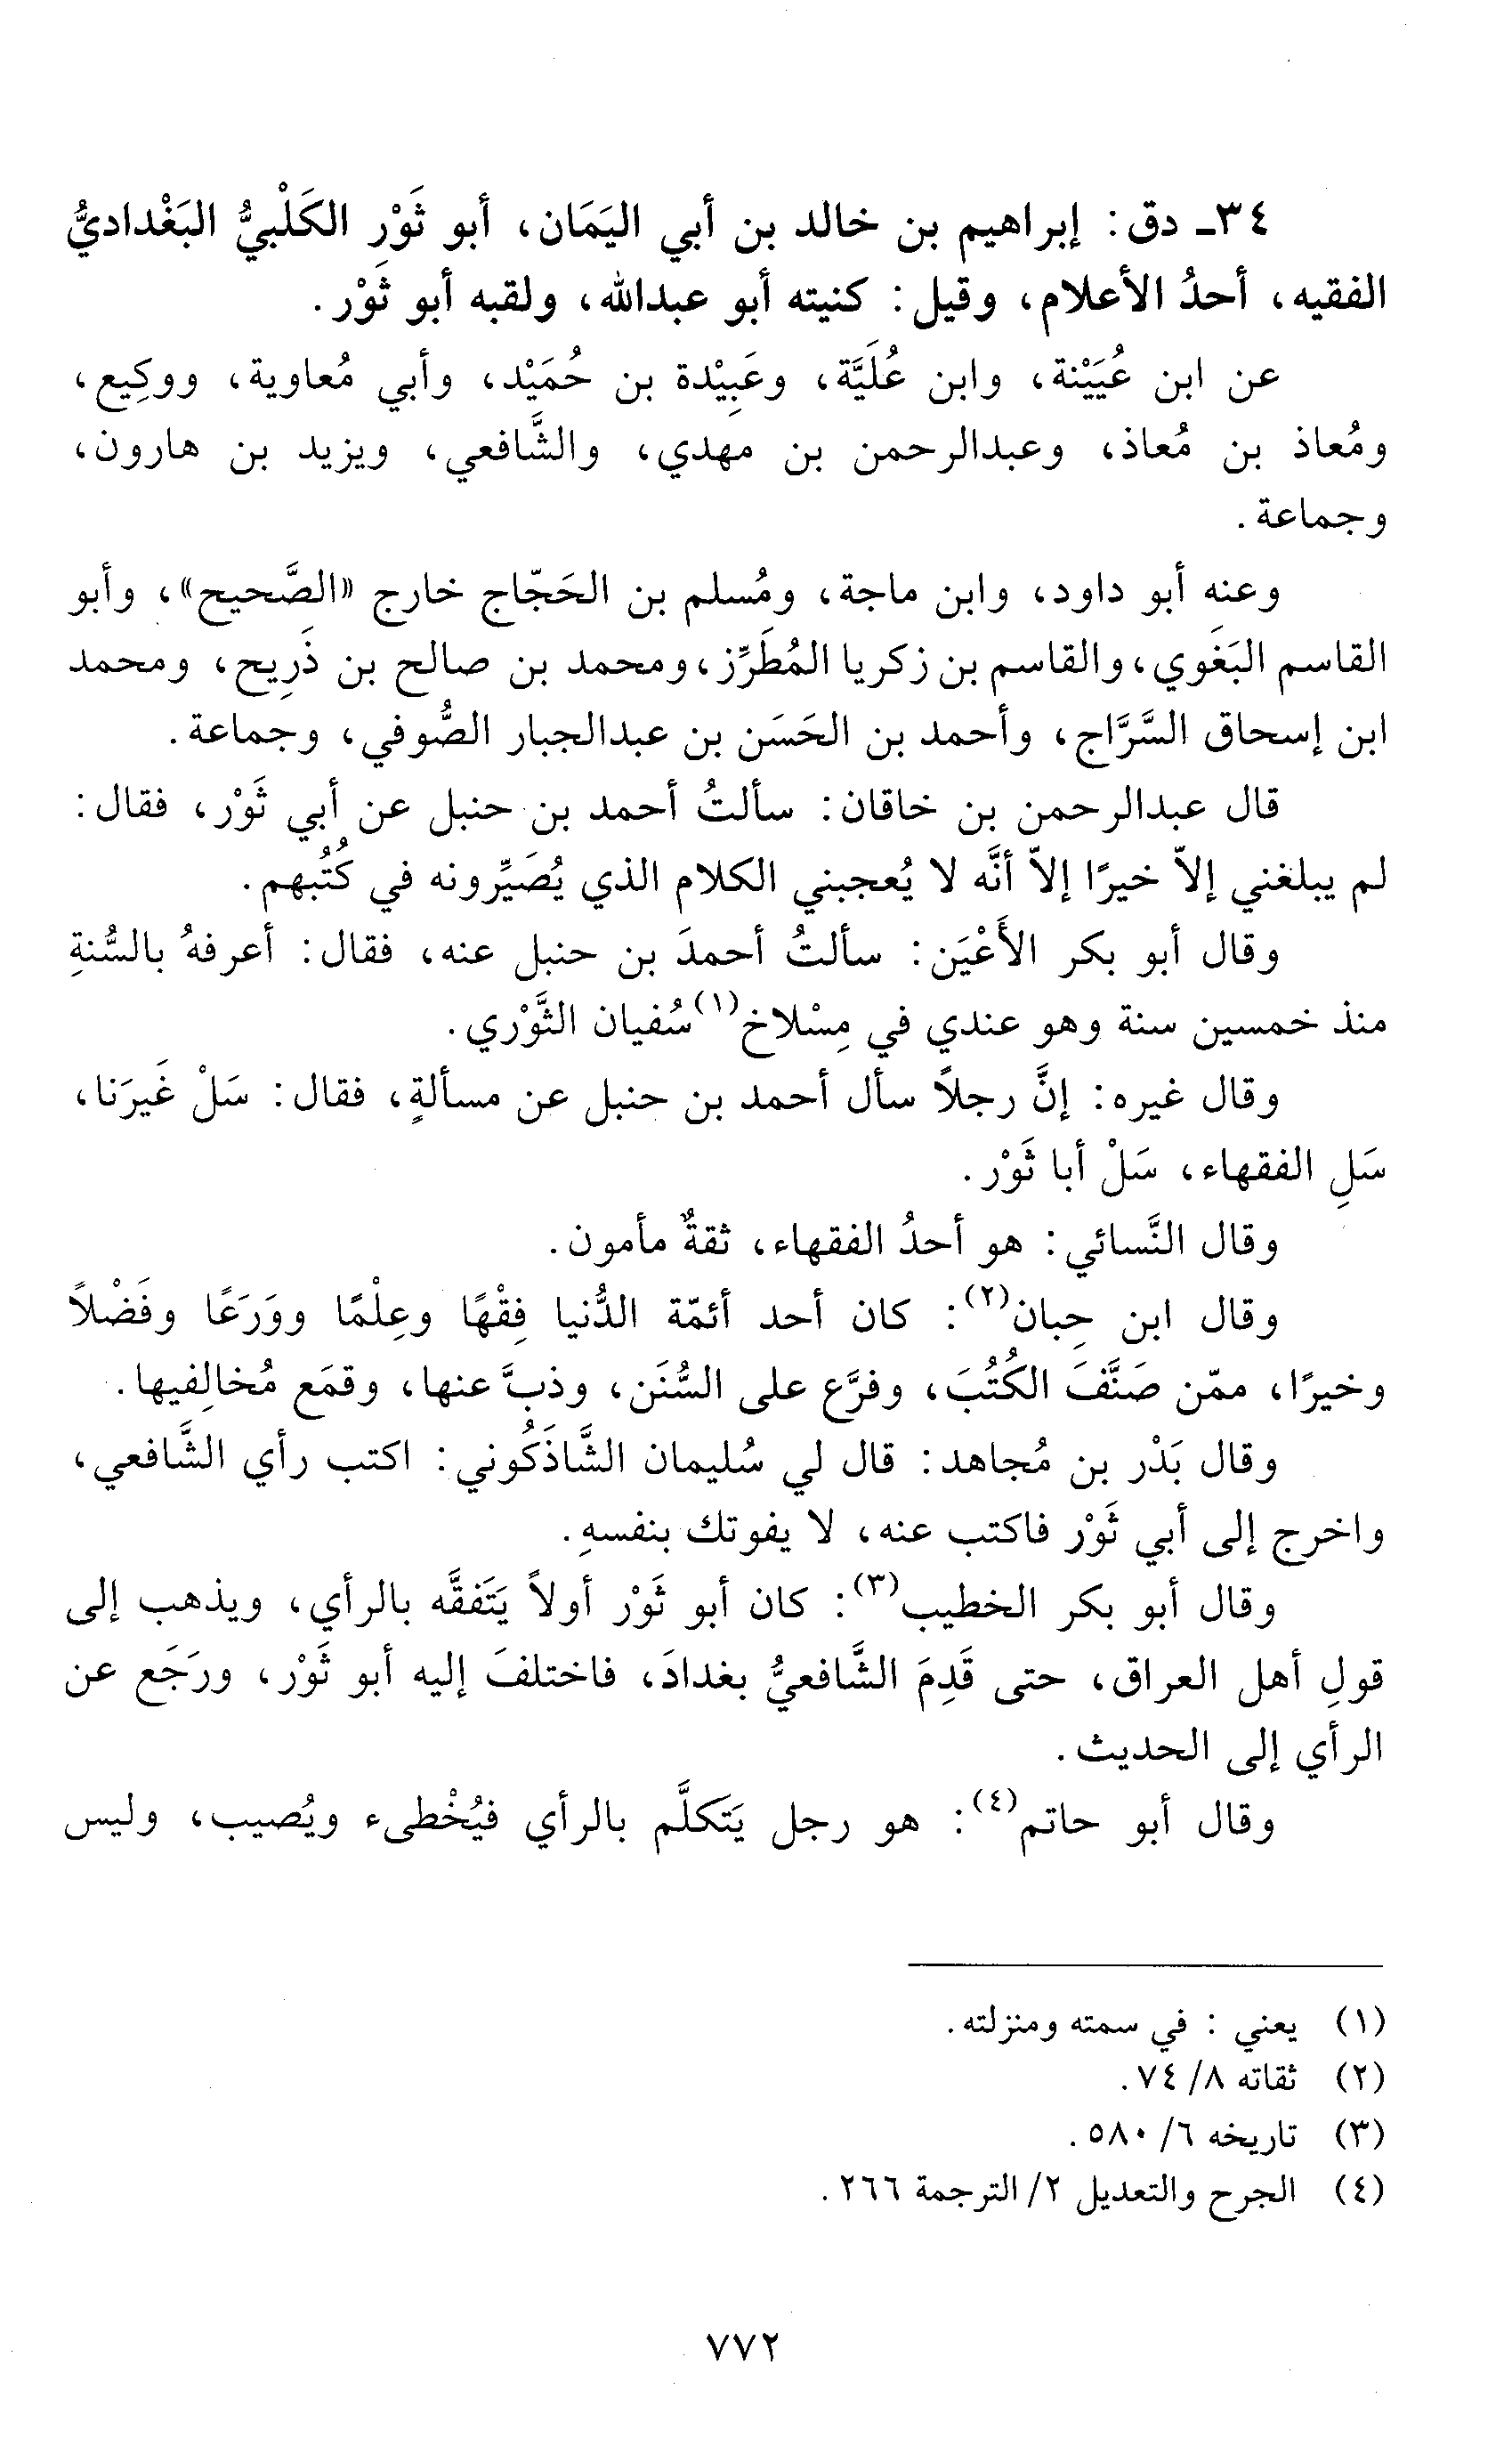 ٣٤ـ دق: إبراهيم بن خالد بن أبي اليَمَان، أبو ثَوْرِ الكَلْبيُّ البَغْداديُّ
الفقيه، أحدُ الأعلام، وقيل: كنيته أبو عبدالله، ولقبه أبو ثَوْر.
عن ابن عُيَيْنة، وابن عُلَيَّة، وعَبِيْدة بن حُمَيْد، وأبي مُعاوية، ووكِيع،
ومُعاذ بن مُعاذ، وعبدالرحمن بن مهدي، والشَّافعي، ويزيد بن هارون،
وجماعة.
وعنه أبو داود، وابن ماجة، ومُسلم بن الحَجّاج خارج «الصَّحيح»، وأبو
القاسم البَغَوي، والقاسم بن زكريا المُطَرِّز، ومحمد بن صالح بن ذَرِيح، ومحمد
ابن إسحاق السَّرَّاج، وأحمد بن الحَسَن بن عبدالجبار الصُّوفي، وجماعة.
قال عبدالرحمن بن خاقان: سألتُ أحمد بن حنبل عن أبي ثَوْر، فقال:
لم يبلغني إلاّ خيرًا إلاّ أنَّه لا يُعجبني الكلام الذي يُصَيِّرونه في كُتُبهم.
وقال أبو بكر الأَعْيَن: سألتُ أحمدَ بن حنبل عنه، فقال: أعرفهُ بالسُّنةِ
منذ خمسين سنة وهو عندي في مِسْلاخ(١) سُفيان الثَّوْري.
وقال غيره: إنَّ رجلاً سأل أحمد بن حنبل عن مسألةٍ، فقال: سَلْ غَيرَنا،
سَلِ الفقهاء، سَلْ أبا ثَوْر.
وقال النَّسائي: هو أحدُ الفقهاء، ثقةٌ مأمون.
وقال ابن حِبان(٢): كان أحد أئمّة الدُّنيا فِقْهًا وعِلْمًا ووَرَعًا وفَضْلاً
وخيرًا، ممّن صَنَّفَ الكُتُبَ، وفرَّع على السُّنَن، وذبَّ عنها، وقمَع مُخالِفيها.
وقال بَدْر بن مُجاهد: قال لي سُليمان الشَّاذَكُوني: اكتب رأي الشَّافعي،
واخرج إلى أبي ثَوْر فاكتب عنه، لا يفوتك بنفسهِ.
وقال أبو بكر الخطيب(٣): كان أبو ثَوْر أولاً يَتَفقَّه بالرأي، ويذهب إلى
قولِ أهل العراق، حتى قَدِمَ الشَّافعيُّ بغدادَ، فاختلفَ إليه أبو ثَوْر، ورَجَع عن
الرأي إلى الحديث.
وقال أبو حاتم(٤): هو رجل يَتكلَّم بالرأي فيُخْطىء ويُصيب، وليس
(١) يعني: في سمته ومنزلته.
(٢) ثقاته ٨/ ٧٤.
(٣) تاريخه ٦/ ٥٨٠.
(٤) الجرح والتعديل ٢/ الترجمة ٢٦٦.
٧٧٢